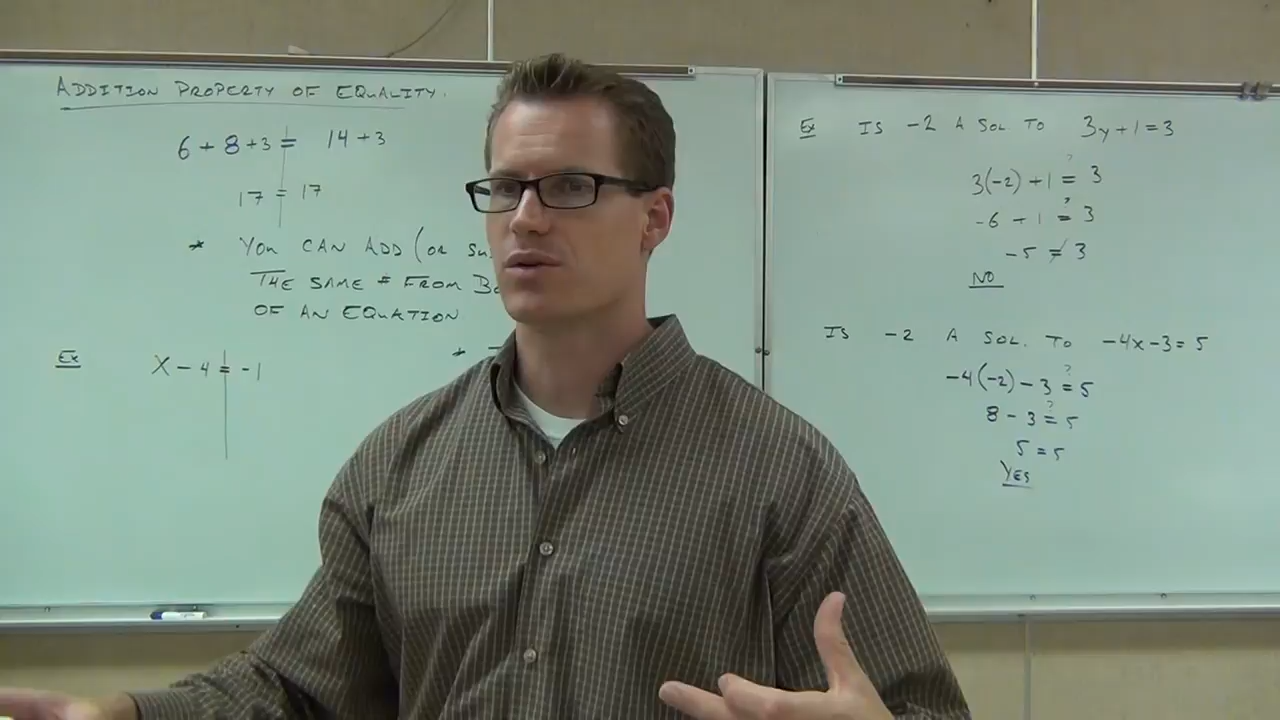 ADDITION PROPERTY OF EQUALITY.
6 + 8 + 3 = 14 + 3
17 = 17
* YOU CAN ADD (OR
THE SAME # FROM
OF AN EQUATION
*
Ex X - 4 = -1
Ex IS -2 A SOL. TO 3y + 1 = 3
3(-2) + 1 ?= 3
-6 + 1 ?= 3
-5 ≠ 3
NO
IS -2 A SOL. TO -4x - 3 = 5
-4(-2) - 3 ?= 5
8 - 3 ?= 5
5 = 5
YES